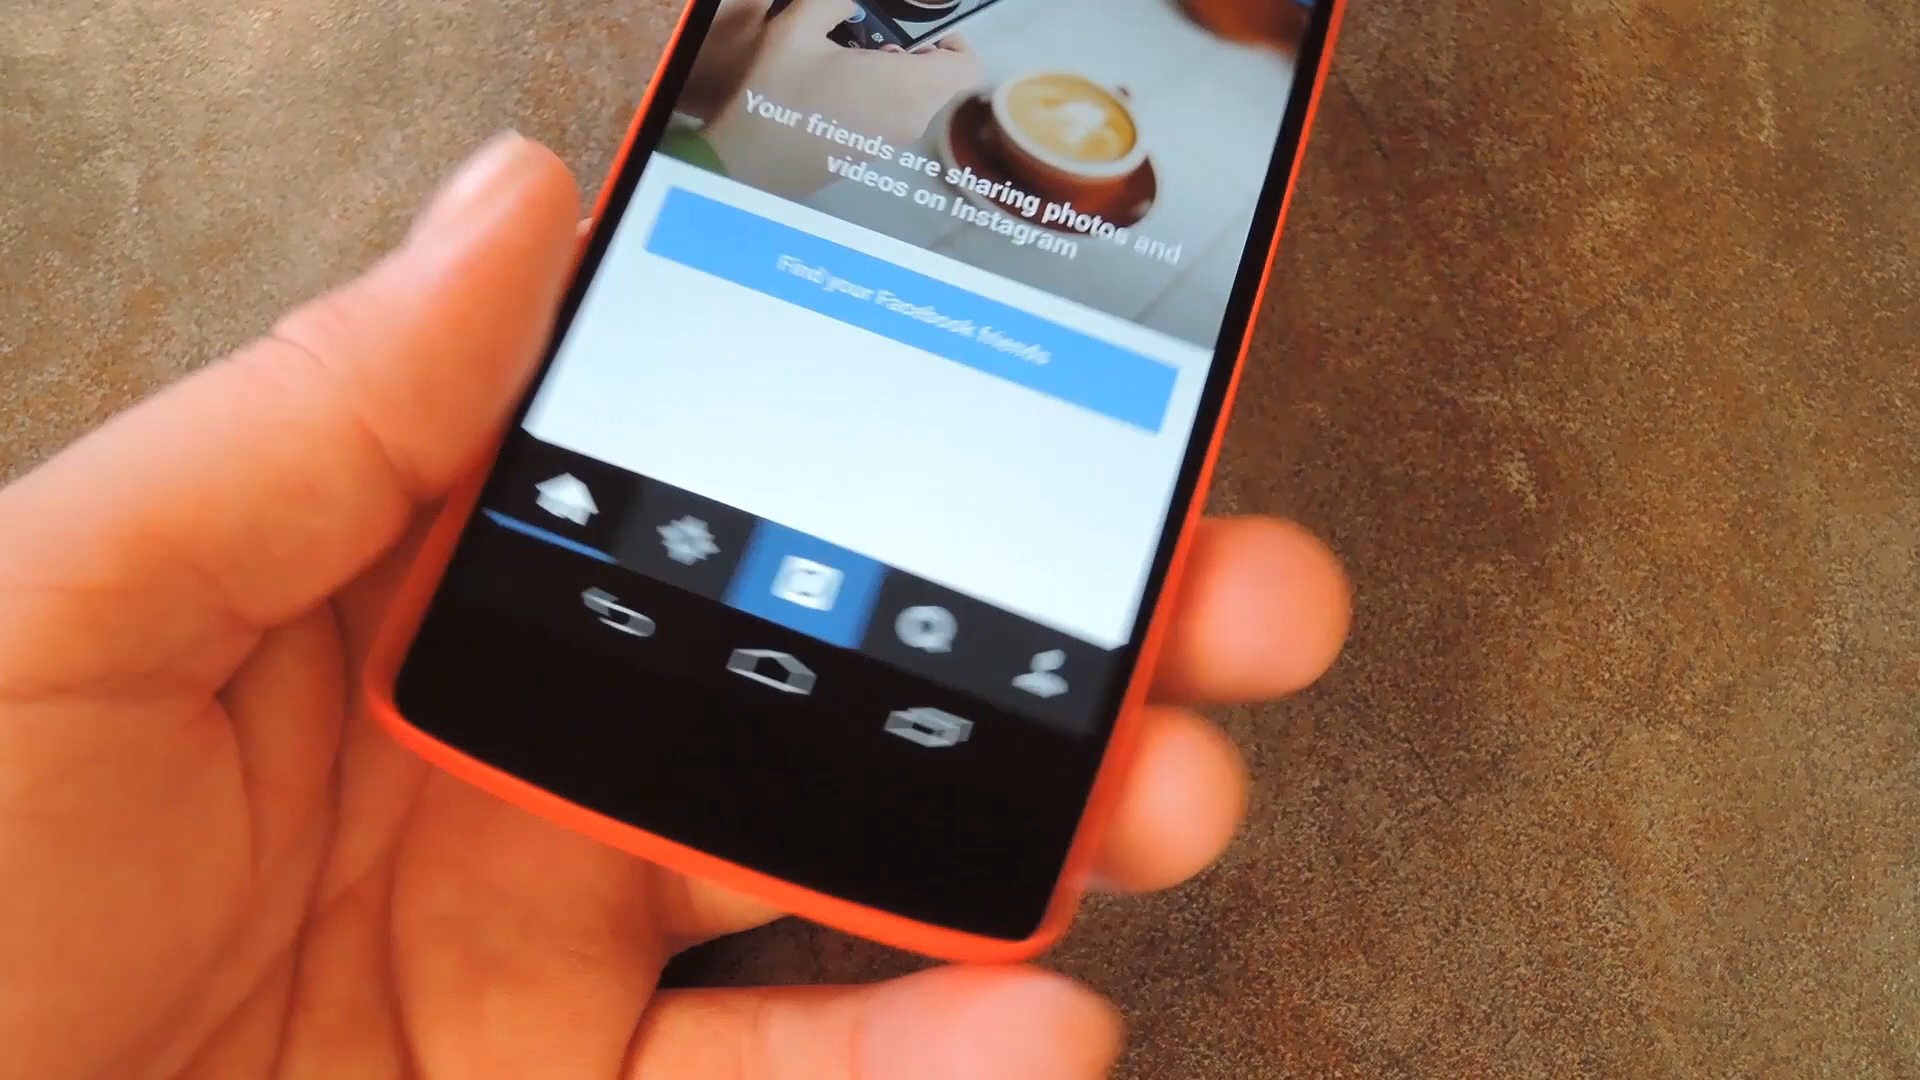 Your friends are sharing photos and
videos on Instagram
Find your Facebook friends